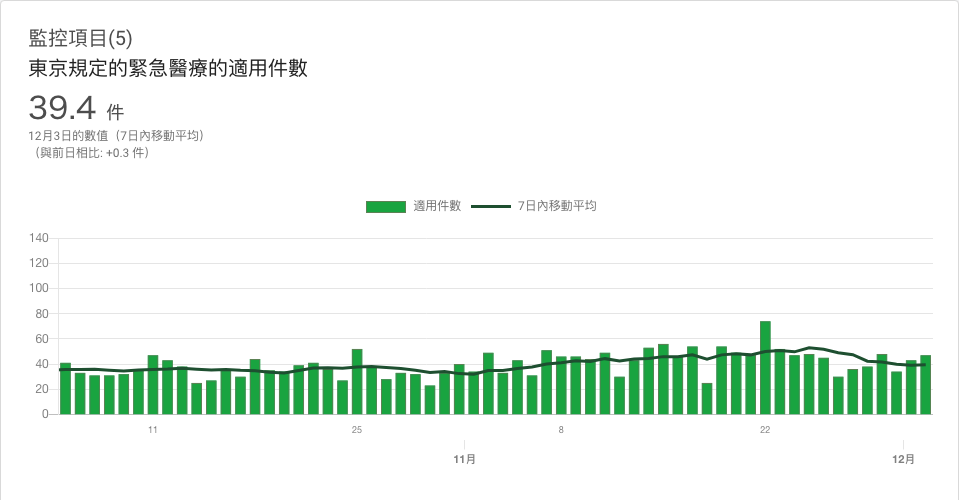 監控項目(5)
東京規定的緊急醫療的適用件數
39.4 件
12月3日的數值（7日內移動平均）
（與前日相比: +0.3 件）
適用件數 7日內移動平均
140
120
100
80
60
40
20
0
11 25 8 22
11月 12月